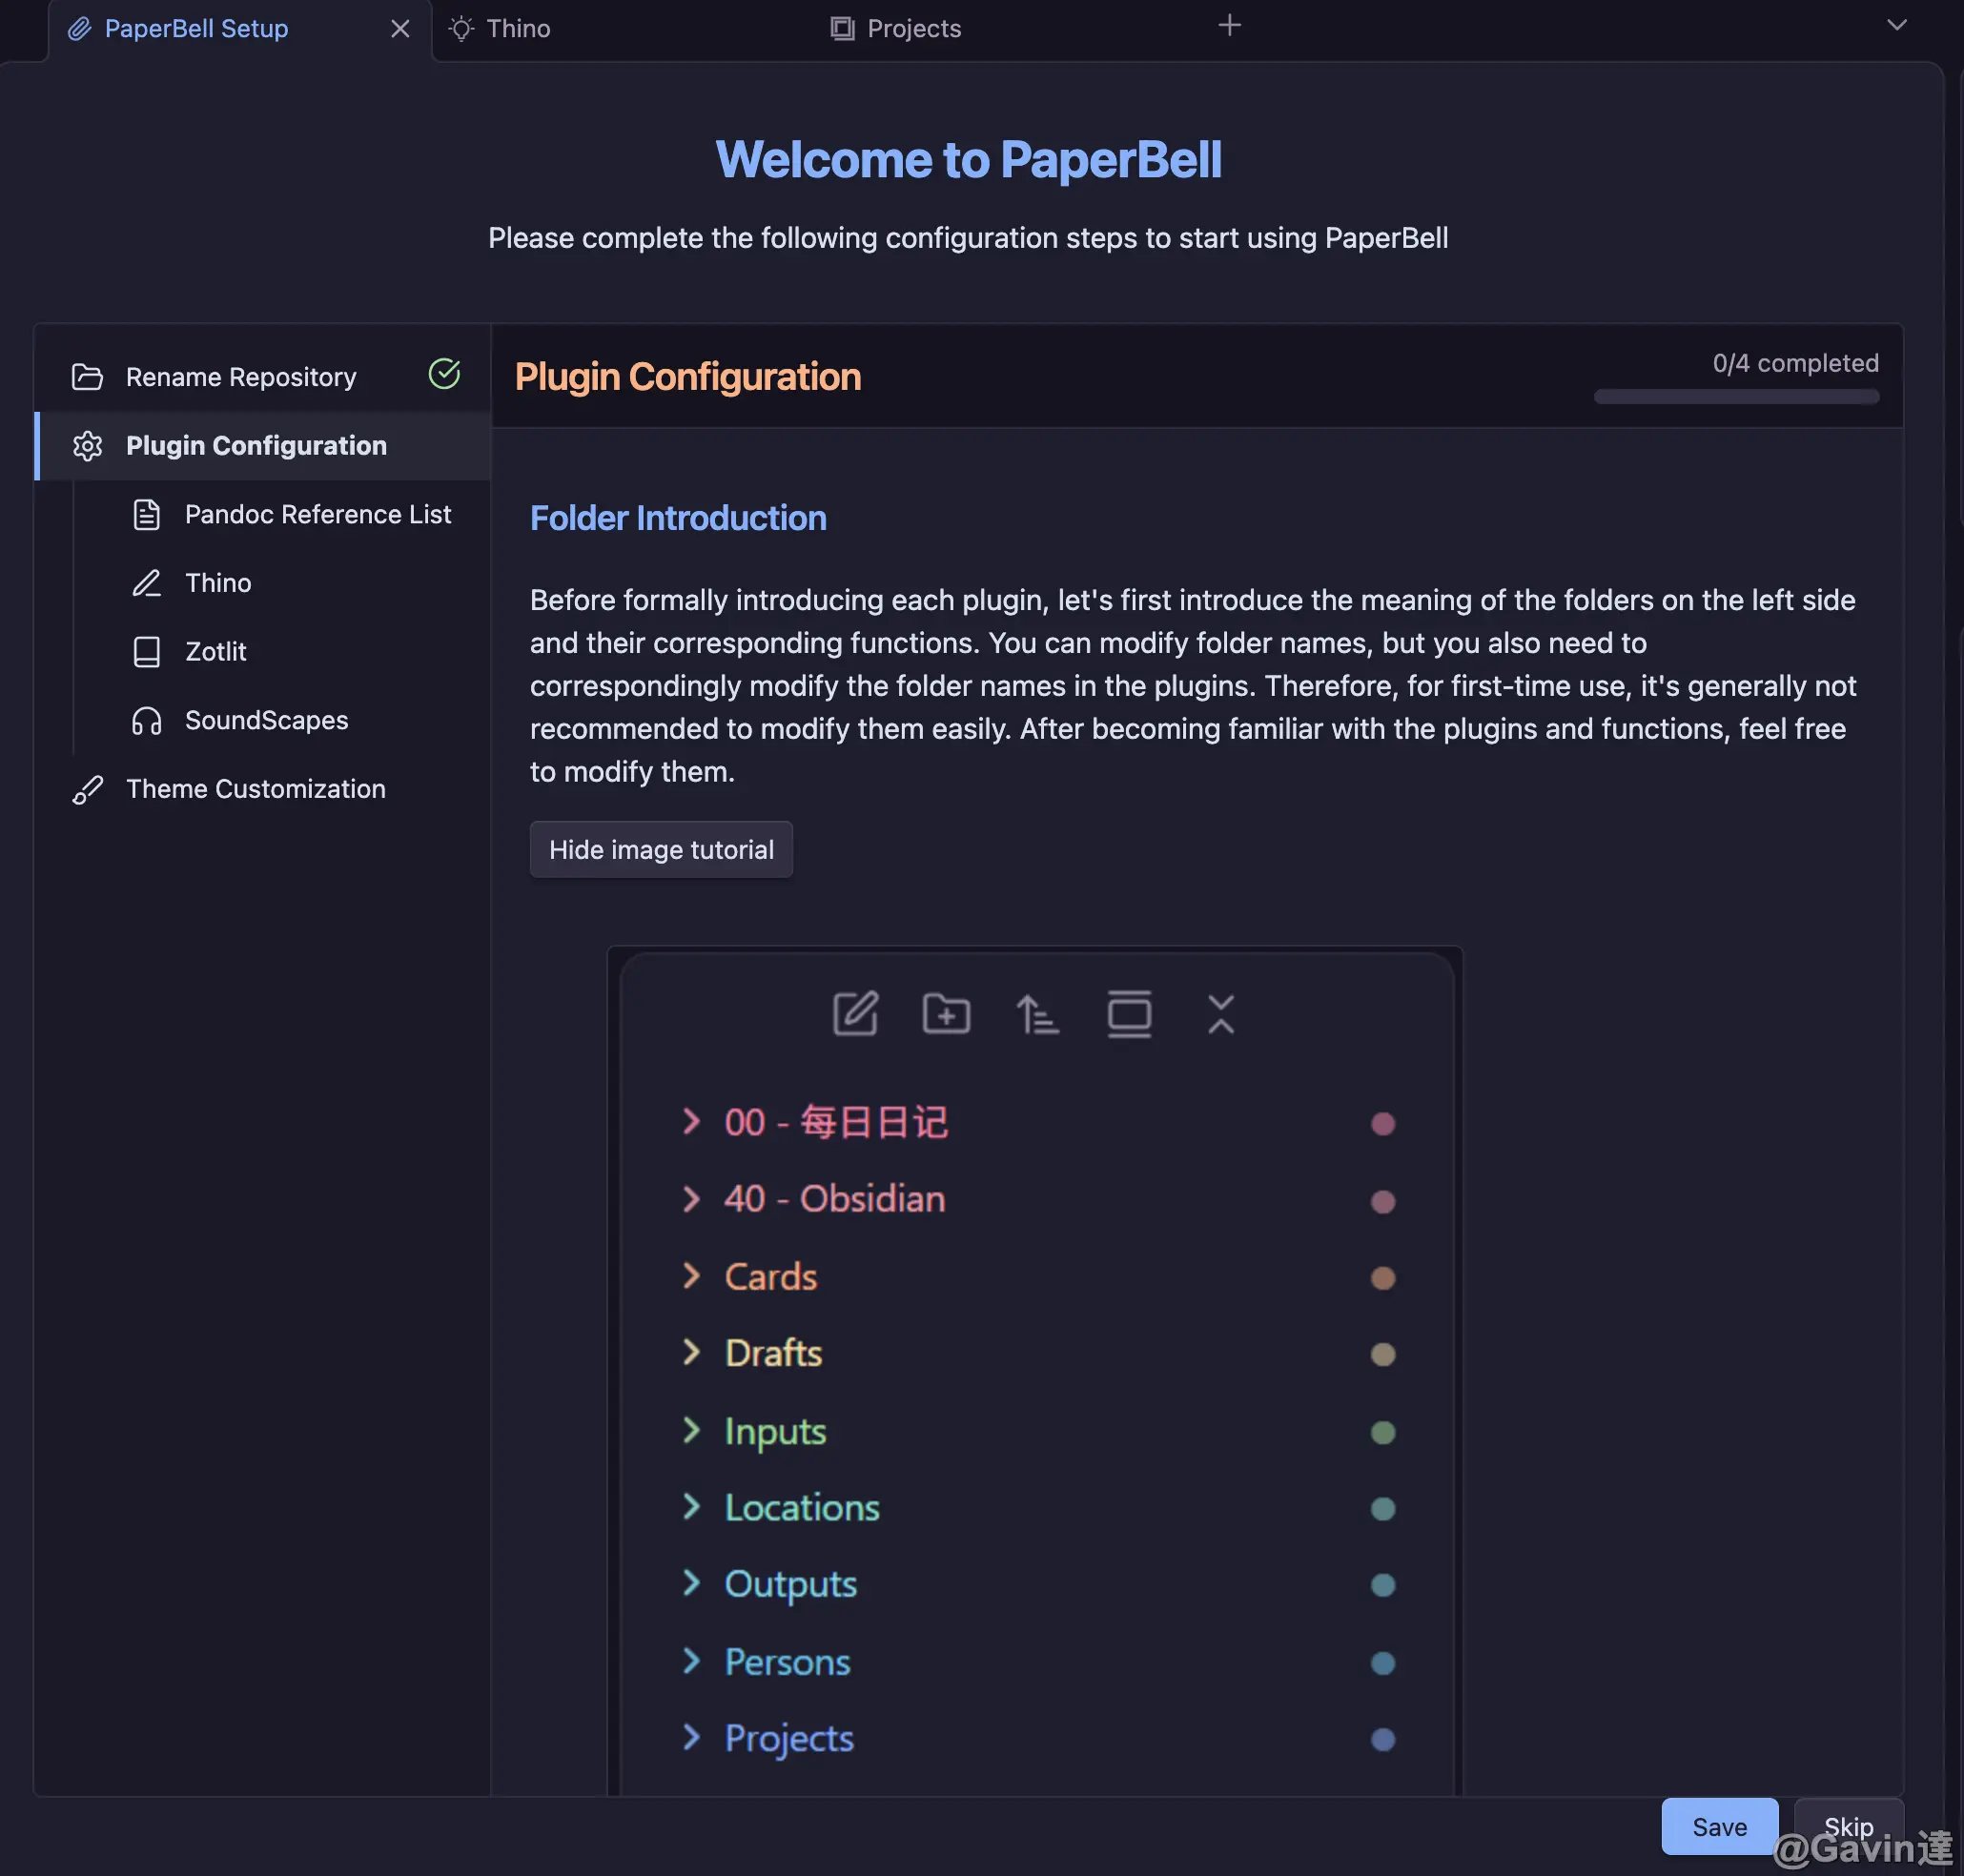 PaperBell Setup
Thino
Projects
Welcome to PaperBell
Please complete the following configuration steps to start using PaperBell
Rename Repository
Plugin Configuration
Pandoc Reference List
Thino
Zotlit
SoundScapes
Theme Customization
Plugin Configuration
0/4 completed
Folder Introduction
Before formally introducing each plugin, let's first introduce the meaning of the folders on the left side
and their corresponding functions. You can modify folder names, but you also need to
correspondingly modify the folder names in the plugins. Therefore, for first-time use, it's generally not
recommended to modify them easily. After becoming familiar with the plugins and functions, feel free
to modify them.
Hide image tutorial
00 - 每日日记
40 - Obsidian
Cards
Drafts
Inputs
Locations
Outputs
Persons
Projects
Save
Skip
@Gavin達